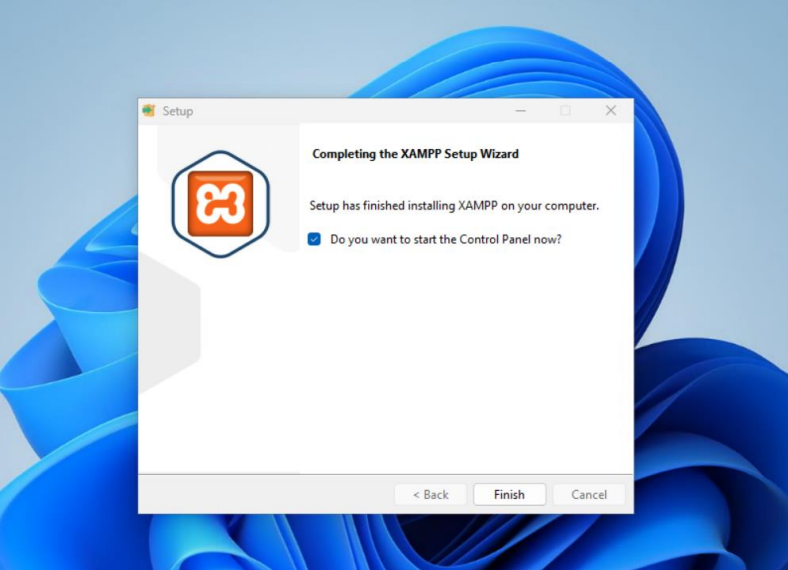 Setup
Completing the XAMPP Setup Wizard
Setup has finished installing XAMPP on your computer.
Do you want to start the Control Panel now?
< Back
Finish
Cancel